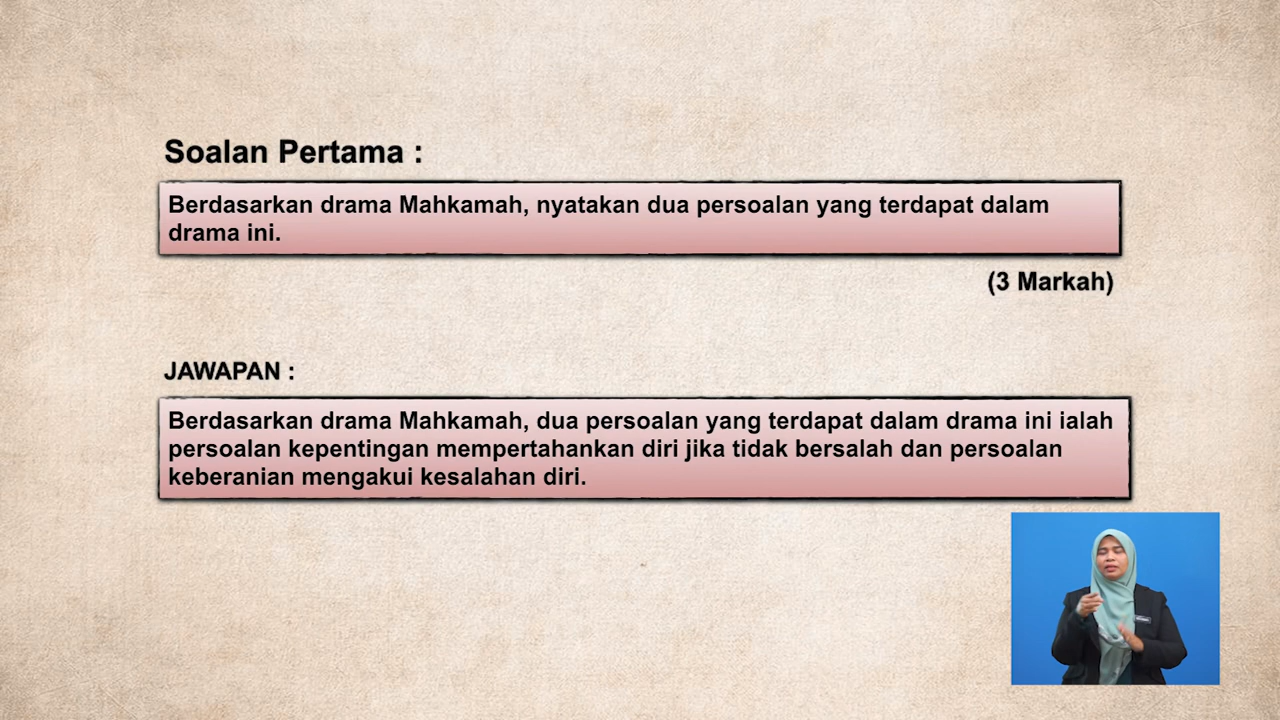 Soalan Pertama :
Berdasarkan drama Mahkamah, nyatakan dua persoalan yang terdapat dalam
drama ini.
(3 Markah)
JAWAPAN :
Berdasarkan drama Mahkamah, dua persoalan yang terdapat dalam drama ini ialah
persoalan kepentingan mempertahankan diri jika tidak bersalah dan persoalan
keberanian mengakui kesalahan diri.